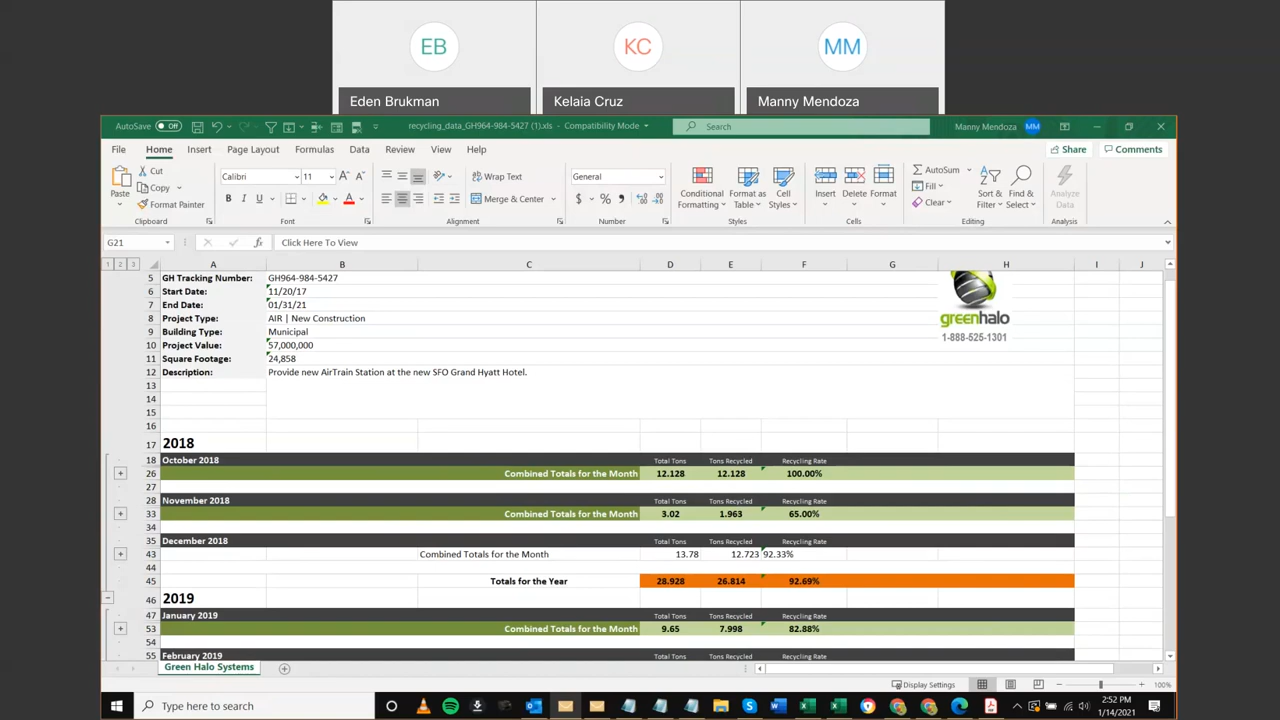 EB KC MM
Eden Brukman Kelaia Cruz Manny Mendoza
AutoSave Off recycling_data_GH964-984-5427 (1).xls - Compatibility Mode Search Manny Mendoza MM
File Home Insert Page Layout Formulas Data Review View Help Share Comments
Cut Calibri 11 Wrap Text General AutoSum
Paste Copy Conditional Format as Cell Insert Delete Format Fill Sort & Find & Analyze
Format Painter B I U Merge & Center $ % Formatting Table Styles Clear Filter Select Data
Clipboard Font Alignment Number Styles Cells Editing Analysis
G21 fx Click Here To View
1 2 3 A B C D E F G H I J
5 GH Tracking Number: GH964-984-5427
6 Start Date: 11/20/17
7 End Date: 01/31/21 greenhalo
8 Project Type: AIR | New Construction
9 Building Type: Municipal 1-888-525-1301
10 Project Value: 57,000,000
11 Square Footage: 24,858
12 Description: Provide new AirTrain Station at the new SFO Grand Hyatt Hotel.
13
14
15
16
17 2018
18 October 2018 Total Tons Tons Recycled Recycling Rate
26 Combined Totals for the Month 12.128 12.128 100.00%
27
28 November 2018 Total Tons Tons Recycled Recycling Rate
33 Combined Totals for the Month 3.02 1.963 65.00%
34
35 December 2018 Total Tons Tons Recycled Recycling Rate
43 Combined Totals for the Month 13.78 12.723 92.33%
44
45 Totals for the Year 28.928 26.814 92.69%
46 2019
47 January 2019 Total Tons Tons Recycled Recycling Rate
53 Combined Totals for the Month 9.65 7.998 82.88%
54
55 February 2019 Total Tons Tons Recycled Recycling Rate
Green Halo Systems
Display Settings 100%
Type here to search 2:52 PM
1/14/2021